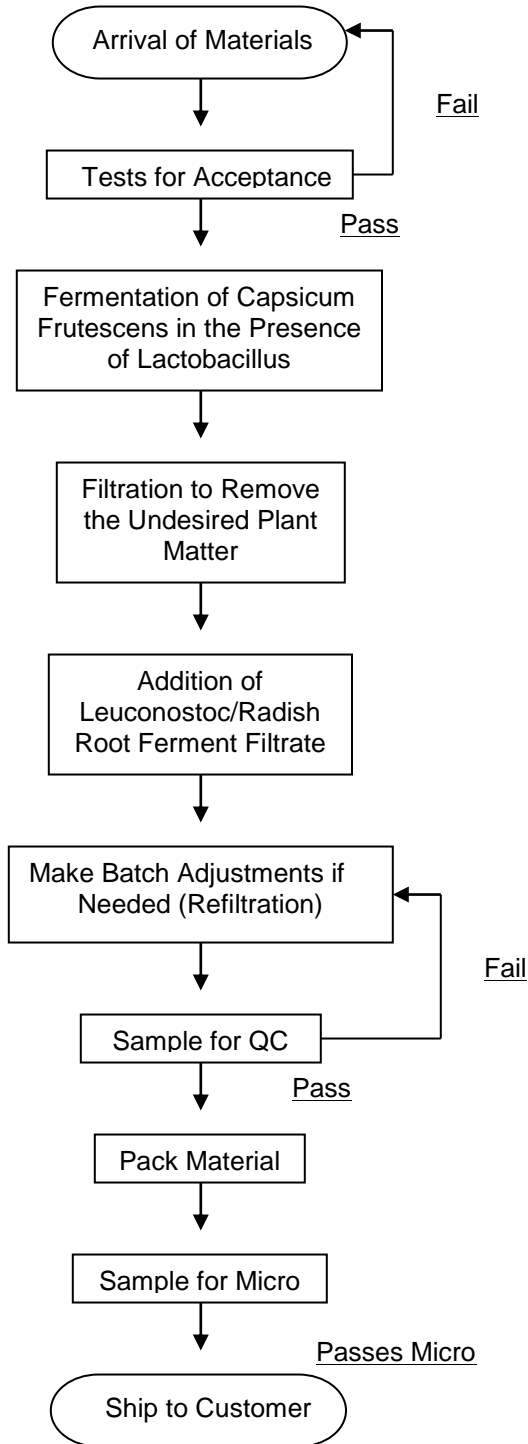 Arrival of Materials
Fail
Tests for Acceptance
Pass
Fermentation of Capsicum
Frutescens in the Presence
of Lactobacillus
Filtration to Remove
the Undesired Plant
Matter
Addition of
Leuconostoc/Radish
Root Ferment Filtrate
Make Batch Adjustments if
Needed (Refiltration)
Fail
Sample for QC
Pass
Pack Material
Sample for Micro
Passes Micro
Ship to Customer